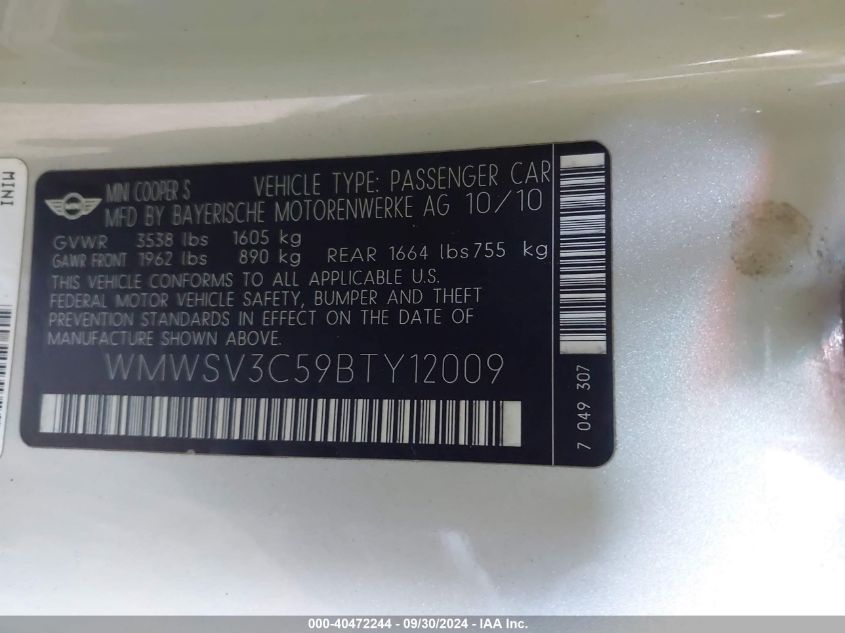 MINI COOPER S VEHICLE TYPE: PASSENGER CAR
MFD BY BAYERISCHE MOTORENWERKE AG 10/10
GVWR 3538 lbs 1605 kg
GAWR FRONT 1962 lbs 890 kg REAR 1664 lbs 755 kg
THIS VEHICLE CONFORMS TO ALL APPLICABLE U.S.
FEDERAL MOTOR VEHICLE SAFETY, BUMPER AND THEFT
PREVENTION STANDARDS IN EFFECT ON THE DATE OF
MANUFACTURE SHOWN ABOVE.
WMWSV3C59BTY12009
7 049 307
MINI
000-40472244 - 09/30/2024 - IAA Inc.